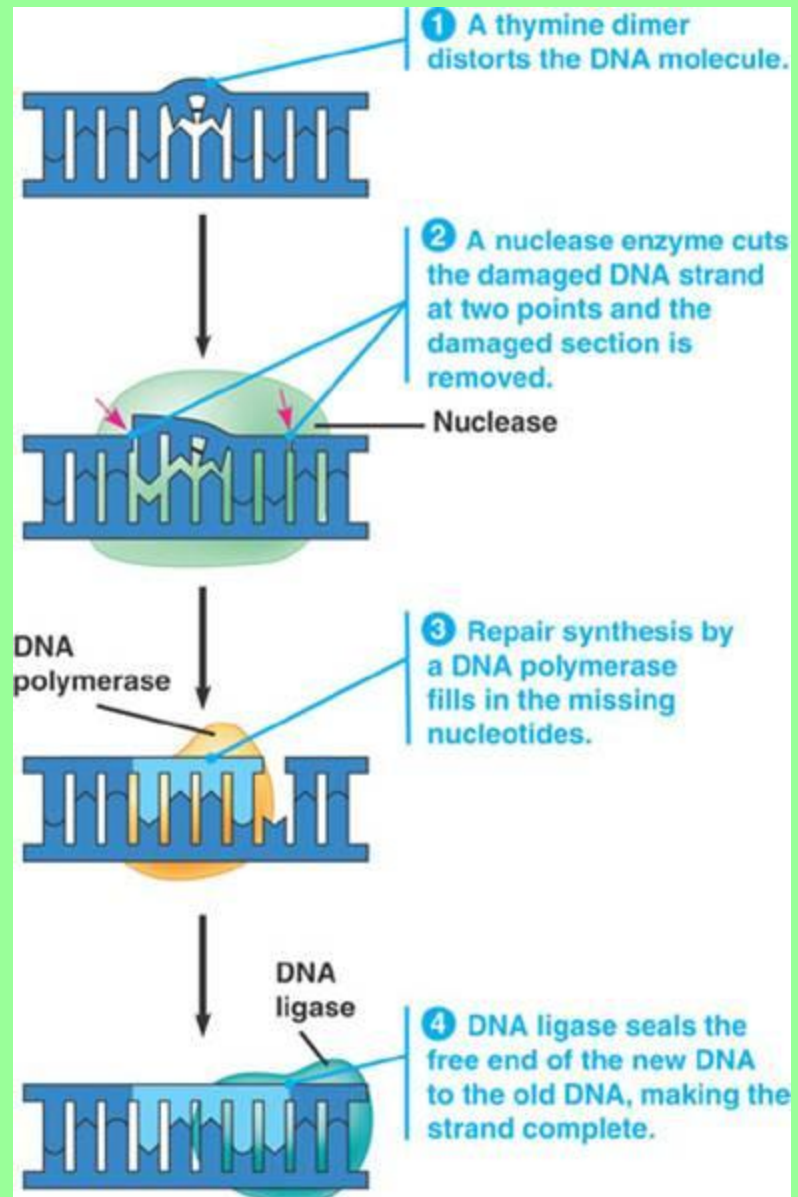 1 A thymine dimer
distorts the DNA molecule.
2 A nuclease enzyme cuts
the damaged DNA strand
at two points and the
damaged section is
removed.
Nuclease
DNA
polymerase
3 Repair synthesis by
a DNA polymerase
fills in the missing
nucleotides.
DNA
ligase
4 DNA ligase seals the
free end of the new DNA
to the old DNA, making the
strand complete.